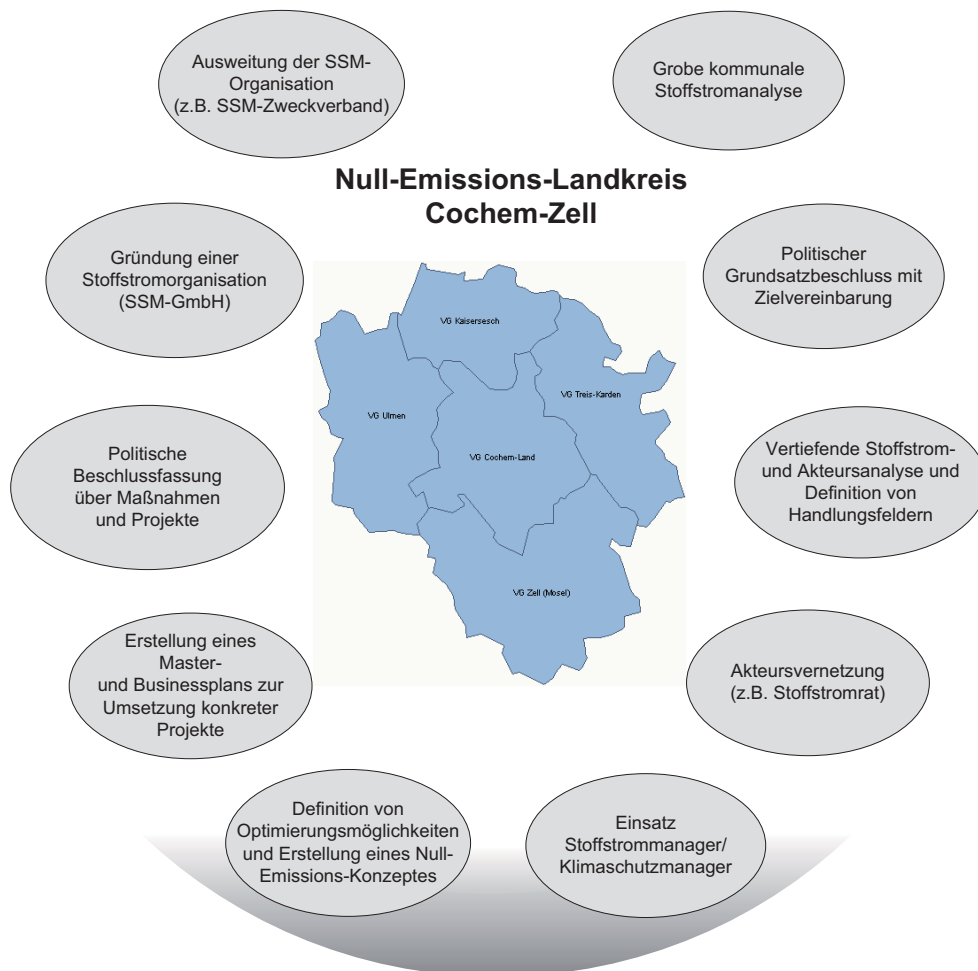 Ausweitung der SSM-
Organisation
(z.B. SSM-Zweckverband)
Grobe kommunale
Stoffstromanalyse
Null-Emissions-Landkreis
Cochem-Zell
Gründung einer
Stoffstromorganisation
(SSM-GmbH)
Politischer
Grundsatzbeschluss mit
Zielvereinbarung
VG Kaisersesch
VG Treis-Karden
VG Ulmen
VG Cochem-Land
VG Zell (Mosel)
Politische
Beschlussfassung
über Maßnahmen
und Projekte
Vertiefende Stoffstrom-
und Akteursanalyse und
Definition von
Handlungsfeldern
Erstellung eines
Master-
und Businessplans zur
Umsetzung konkreter
Projekte
Akteursvernetzung
(z.B. Stoffstromrat)
Definition von
Optimierungsmöglichkeiten
und Erstellung eines Null-
Emissions-Konzeptes
Einsatz
Stoffstrommanager/
Klimaschutzmanager